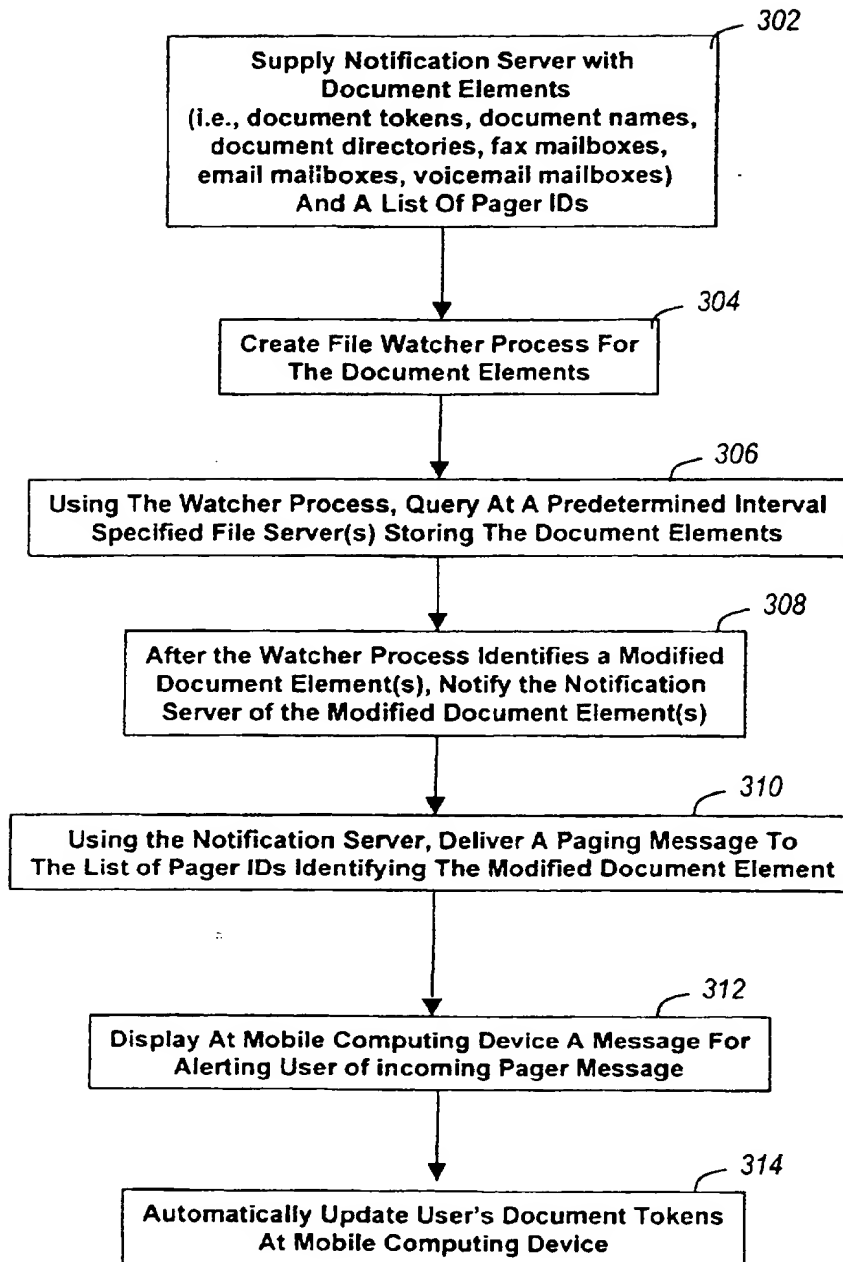 302
Supply Notification Server with
Document Elements
(i.e., document tokens, document names,
document directories, fax mailboxes,
email mailboxes, voicemail mailboxes)
And A List Of Pager IDs
304
Create File Watcher Process For
The Document Elements
306
Using The Watcher Process, Query At A Predetermined Interval
Specified File Server(s) Storing The Document Elements
308
After the Watcher Process Identifies a Modified
Document Element(s), Notify the Notification
Server of the Modified Document Element(s)
310
Using the Notification Server, Deliver A Paging Message To
The List of Pager IDs Identifying The Modified Document Element
312
Display At Mobile Computing Device A Message For
Alerting User of incoming Pager Message
314
Automatically Update User's Document Tokens
At Mobile Computing Device